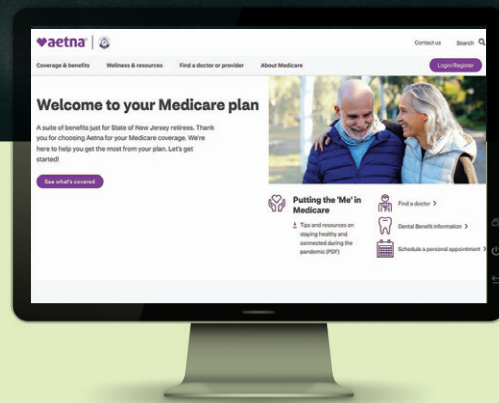 aetna
Contact us Search
Coverage & benefits Wellness & resources Find a doctor or provider About Medicare Login/Register
Welcome to your Medicare plan
A suite of benefits just for State of New Jersey retirees. Thank
you for choosing Aetna for your Medicare coverage. We're
here to help you get the most from your plan. Let's get
started!
See what's covered
Putting the 'Me' in
Medicare
Tips and resources on
staying healthy and
connected during the
pandemic (PDF)
Find a doctor >
Dental Benefit information >
Schedule a personal appointment >